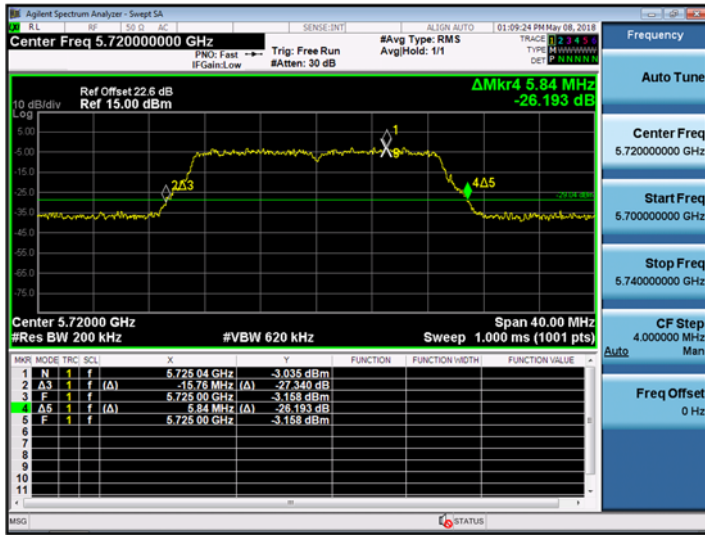 Agilent Spectrum Analyzer - Swept SA
RL RF 50 Ω AC SENSE:INT ALIGN AUTO 01:09:24 PM May 08, 2018
Center Freq 5.720000000 GHz
PNO: Fast
IFGain:Low
Trig: Free Run
#Atten: 30 dB
#Avg Type: RMS
Avg|Hold: 1/1
TRACE 1 2 3 4 5 6
TYPE M WWWWW
DET P N N N N N
Ref Offset 22.6 dB
10 dB/div Ref 15.00 dBm
Log
ΔMkr4 5.84 MHz
-26.193 dB
5.00
-5.00
-15.0
-25.0
-35.0
-45.0
-55.0
-65.0
-75.0
1
2Δ3
4Δ5
-29.04 dBm
Center 5.72000 GHz Span 40.00 MHz
#Res BW 200 kHz #VBW 620 kHz Sweep 1.000 ms (1001 pts)
MKR MODE TRC SCL X Y FUNCTION FUNCTION WIDTH FUNCTION VALUE
1 N 1 f 5.725 04 GHz -3.035 dBm
2 Δ3 1 f (Δ) -15.76 MHz (Δ) -27.340 dB
3 F 1 f 5.725 00 GHz -3.158 dBm
4 Δ5 1 f (Δ) 5.84 MHz (Δ) -26.193 dB
5 F 1 f 5.725 00 GHz -3.158 dBm
6
7
8
9
10
11
MSG STATUS
Frequency
Auto Tune
Center Freq
5.720000000 GHz
Start Freq
5.700000000 GHz
Stop Freq
5.740000000 GHz
CF Step
4.000000 MHz
Auto Man
Freq Offset
0 Hz